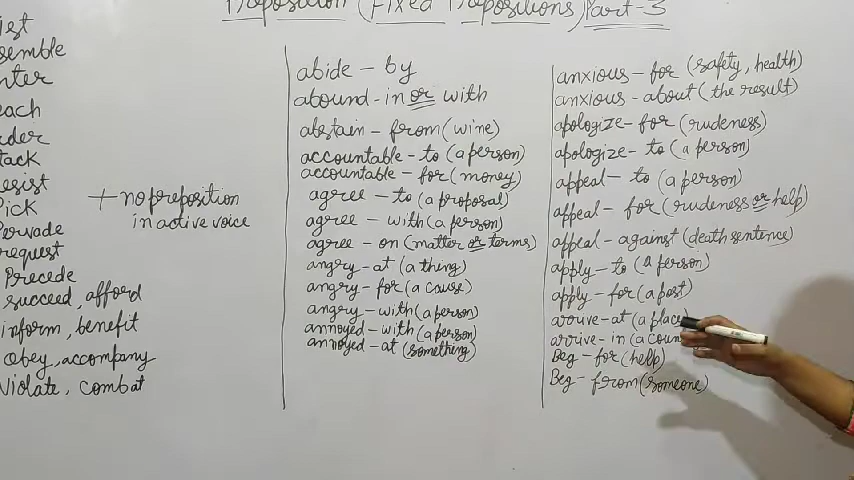 Preposition (Fixed Prepositions) Part-3
semble
each
tack
Pick
Pervade
request
Precede
succeed, afford
inform, benefit
Obey, accompany
Violate, combat
+ no preposition
in active voice
abide - by
abound - in or with
abstain - from (wine)
accountable - to (a person)
accountable - for (money)
agree - to (a proposal)
agree - with (a person)
agree - on (matter or terms)
angry - at (a thing)
angry - for (a cause)
angry - with (a person)
annoyed - with (a person)
annoyed - at (something)
anxious - for (safety, health)
anxious - about (the result)
apologize - for (rudeness)
apologize - to (a person)
appeal - to (a person)
appeal - for (rudeness or help)
appeal - against (death sentence)
apply - to (a person)
apply - for (a post)
arrive - at (a place)
arrive - in (a coun
Beg - for (help)
Beg - from (someone)